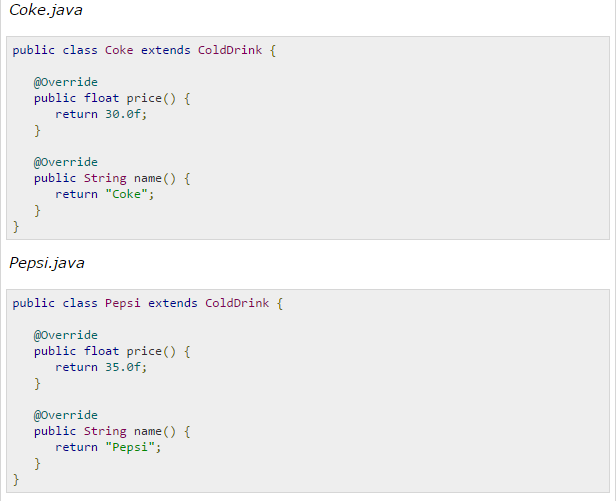 Coke.java
public class Coke extends ColdDrink {
@Override
public float price() {
return 30.0f;
}
@Override
public String name() {
return "Coke";
}
}
Pepsi.java
public class Pepsi extends ColdDrink {
@Override
public float price() {
return 35.0f;
}
@Override
public String name() {
return "Pepsi";
}
}